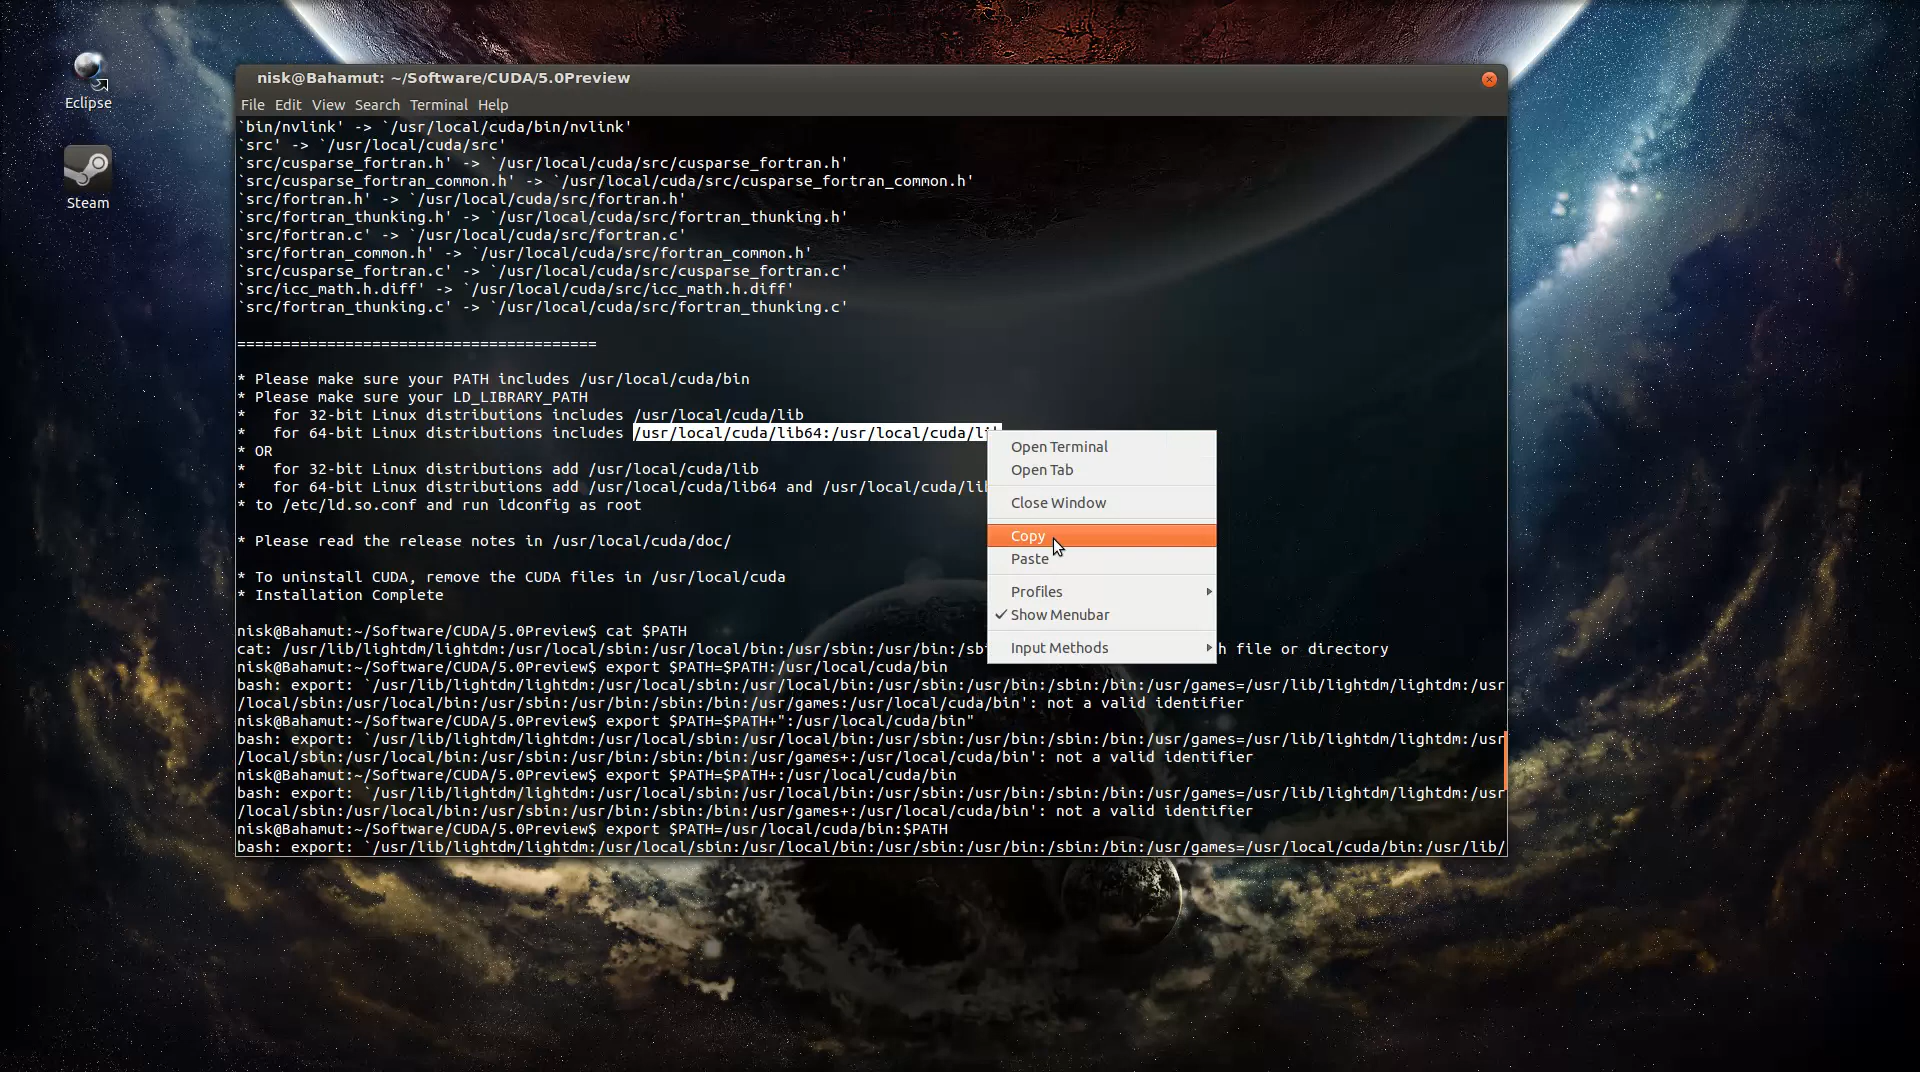 Eclipse
Steam
nisk@Bahamut: ~/Software/CUDA/5.0Preview
File Edit View Search Terminal Help
`bin/nvlink' -> `/usr/local/cuda/bin/nvlink'
`src' -> `/usr/local/cuda/src'
`src/cusparse_fortran.h' -> `/usr/local/cuda/src/cusparse_fortran.h'
`src/cusparse_fortran_common.h' -> `/usr/local/cuda/src/cusparse_fortran_common.h'
`src/fortran.h' -> `/usr/local/cuda/src/fortran.h'
`src/fortran_thunking.h' -> `/usr/local/cuda/src/fortran_thunking.h'
`src/fortran.c' -> `/usr/local/cuda/src/fortran.c'
`src/fortran_common.h' -> `/usr/local/cuda/src/fortran_common.h'
`src/cusparse_fortran.c' -> `/usr/local/cuda/src/cusparse_fortran.c'
`src/icc_math.h.diff' -> `/usr/local/cuda/src/icc_math.h.diff'
`src/fortran_thunking.c' -> `/usr/local/cuda/src/fortran_thunking.c'
========================================
* Please make sure your PATH includes /usr/local/cuda/bin
* Please make sure your LD_LIBRARY_PATH
*   for 32-bit Linux distributions includes /usr/local/cuda/lib
*   for 64-bit Linux distributions includes /usr/local/cuda/lib64:/usr/local/cuda/lib
* OR
*   for 32-bit Linux distributions add /usr/local/cuda/lib
*   for 64-bit Linux distributions add /usr/local/cuda/lib64 and /usr/local/cuda/lib
* to /etc/ld.so.conf and run ldconfig as root
* Please read the release notes in /usr/local/cuda/doc/
* To uninstall CUDA, remove the CUDA files in /usr/local/cuda
* Installation Complete
nisk@Bahamut:~/Software/CUDA/5.0Preview$ cat $PATH
cat: /usr/lib/lightdm/lightdm:/usr/local/sbin:/usr/local/bin:/usr/sbin:/usr/bin:/sb h file or directory
nisk@Bahamut:~/Software/CUDA/5.0Preview$ export $PATH=$PATH:/usr/local/cuda/bin
bash: export: `/usr/lib/lightdm/lightdm:/usr/local/sbin:/usr/local/bin:/usr/sbin:/usr/bin:/sbin:/bin:/usr/games=/usr/lib/lightdm/lightdm:/usr
/local/sbin:/usr/local/bin:/usr/sbin:/usr/bin:/sbin:/bin:/usr/games:/usr/local/cuda/bin': not a valid identifier
nisk@Bahamut:~/Software/CUDA/5.0Preview$ export $PATH=$PATH+":/usr/local/cuda/bin"
bash: export: `/usr/lib/lightdm/lightdm:/usr/local/sbin:/usr/local/bin:/usr/sbin:/usr/bin:/sbin:/bin:/usr/games=/usr/lib/lightdm/lightdm:/usr
/local/sbin:/usr/local/bin:/usr/sbin:/usr/bin:/sbin:/bin:/usr/games+:/usr/local/cuda/bin': not a valid identifier
nisk@Bahamut:~/Software/CUDA/5.0Preview$ export $PATH=$PATH+:/usr/local/cuda/bin
bash: export: `/usr/lib/lightdm/lightdm:/usr/local/sbin:/usr/local/bin:/usr/sbin:/usr/bin:/sbin:/bin:/usr/games=/usr/lib/lightdm/lightdm:/usr
/local/sbin:/usr/local/bin:/usr/sbin:/usr/bin:/sbin:/bin:/usr/games+:/usr/local/cuda/bin': not a valid identifier
nisk@Bahamut:~/Software/CUDA/5.0Preview$ export $PATH=/usr/local/cuda/bin:$PATH
bash: export: `/usr/lib/lightdm/lightdm:/usr/local/sbin:/usr/local/bin:/usr/sbin:/usr/bin:/sbin:/bin:/usr/games=/usr/local/cuda/bin:/usr/lib/
Open Terminal
Open Tab
Close Window
Copy
Paste
Profiles
Show Menubar
Input Methods